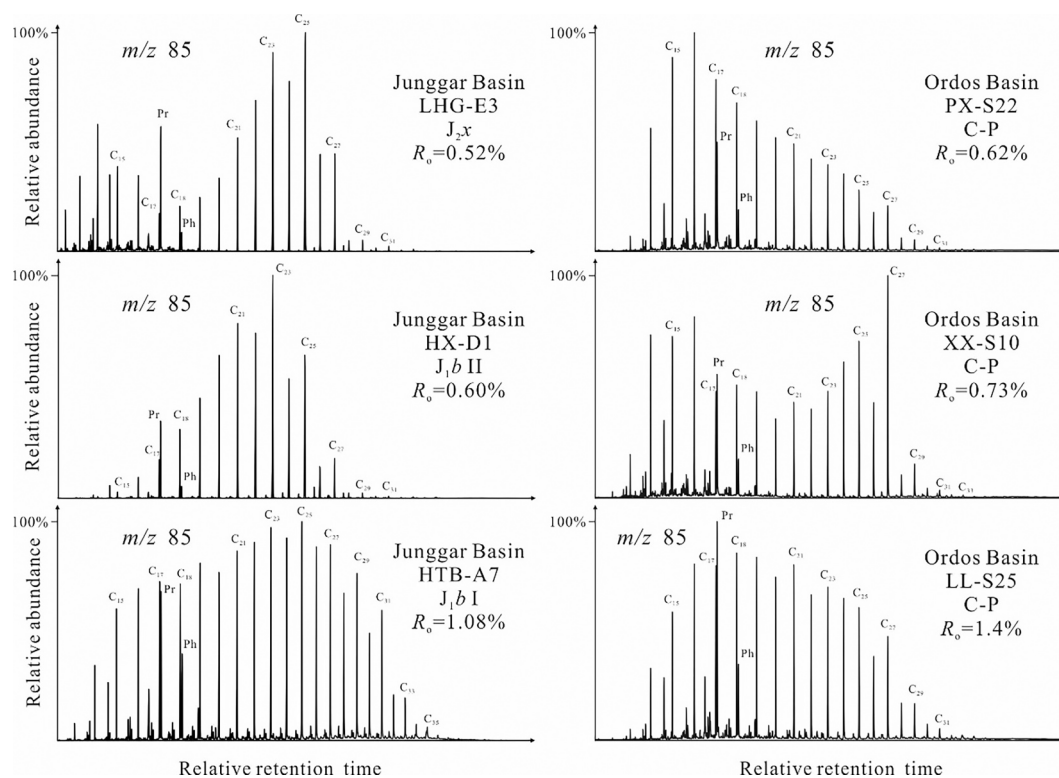 Relative abundance
100%
m/z 85
C15
C17
Pr
C18
Ph
C21
C23
C25
C27
C29
C31
Junggar Basin
LHG-E3
J2x
Ro=0.52%
100%
m/z 85
C15
C17
Pr
C18
Ph
C21
C23
C25
C27
C29
C31
Ordos Basin
PX-S22
C-P
Ro=0.62%
Relative abundance
100%
m/z 85
C15
C17
Pr
C18
Ph
C21
C23
C25
C27
C29
C31
Junggar Basin
HX-D1
J1b II
Ro=0.60%
100%
m/z 85
C15
C17
Pr
C18
Ph
C21
C23
C25
C27
C29
C31
C33
Ordos Basin
XX-S10
C-P
Ro=0.73%
Relative abundance
100%
m/z 85
C15
C17
Pr
C18
Ph
C21
C23
C25
C27
C29
C31
C33
C35
Junggar Basin
HTB-A7
J1b I
Ro=1.08%
100%
m/z 85
C15
C17
Pr
C18
Ph
C21
C23
C25
C27
C29
C31
Ordos Basin
LL-S25
C-P
Ro=1.4%
Relative retention time
Relative retention time